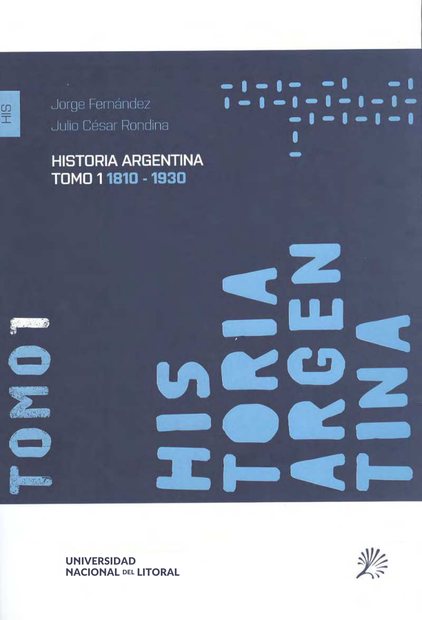 HIS
Jorge Fernández
Julio César Rondina
HISTORIA ARGENTINA
TOMO 1 1810 - 1930
TOMO 1
HIS
TORIA
ARGEN
TINA
UNIVERSIDAD
NACIONAL DEL LITORAL